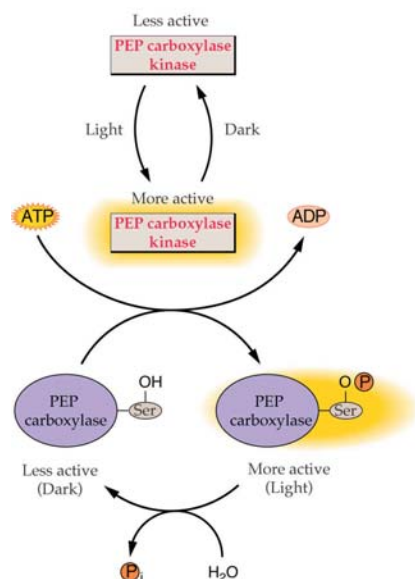 Less active
PEP carboxylase
kinase
Light
Dark
More active
ATP
PEP carboxylase
kinase
ADP
OH
O P
PEP
carboxylase
Ser
PEP
carboxylase
Ser
Less active
(Dark)
More active
(Light)
Pi
H2O